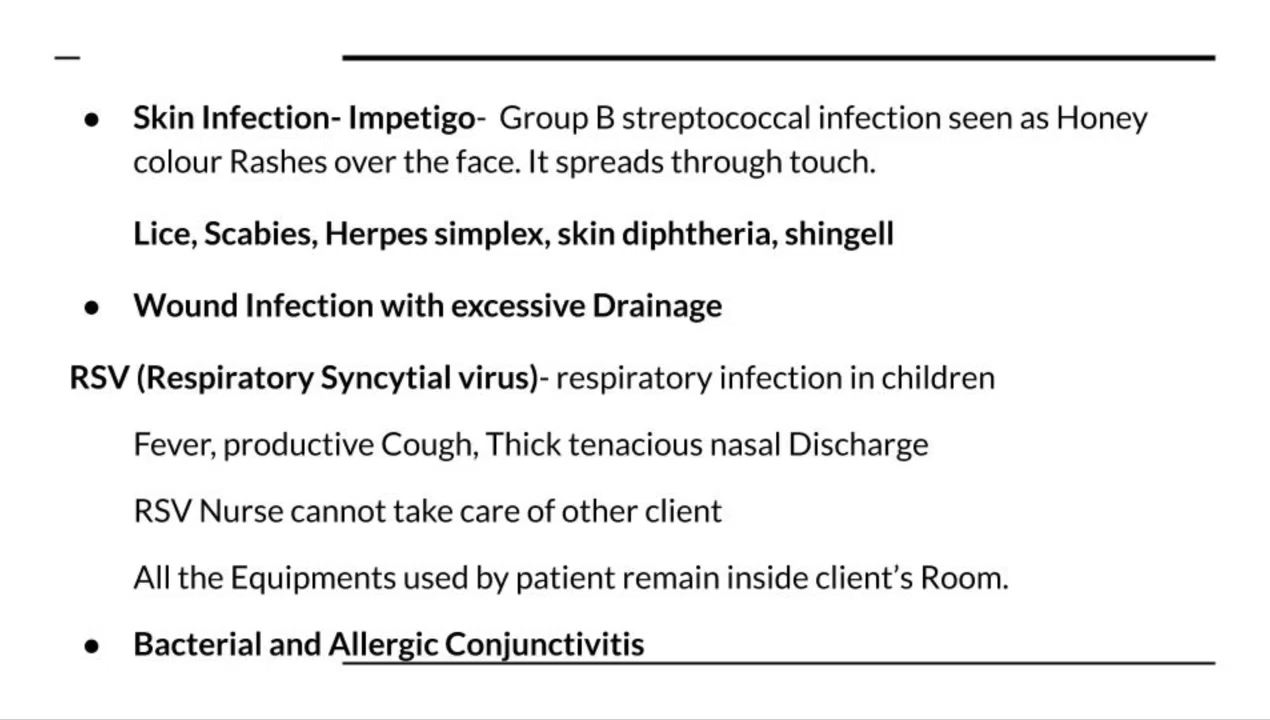 ● Skin Infection- Impetigo- Group B streptococcal infection seen as Honey
colour Rashes over the face. It spreads through touch.
Lice, Scabies, Herpes simplex, skin diphtheria, shingell
● Wound Infection with excessive Drainage
RSV (Respiratory Syncytial virus)- respiratory infection in children
Fever, productive Cough, Thick tenacious nasal Discharge
RSV Nurse cannot take care of other client
All the Equipments used by patient remain inside client’s Room.
● Bacterial and Allergic Conjunctivitis